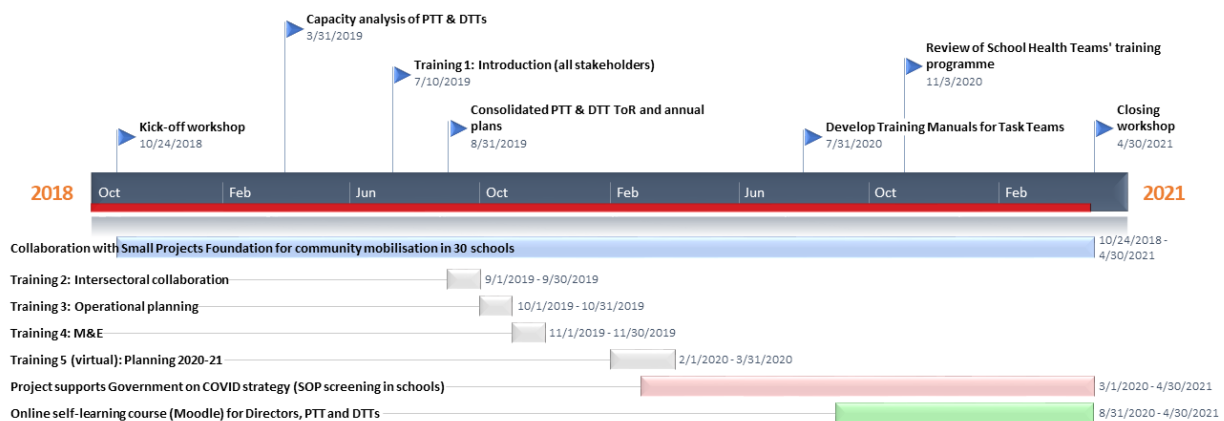 Capacity analysis of PTT & DTTs
3/31/2019
Review of School Health Teams' training
programme
11/3/2020
Training 1: Introduction (all stakeholders)
7/10/2019
Consolidated PTT & DTT ToR and annual
plans
8/31/2019
Closing
workshop
4/30/2021
Kick-off workshop
10/24/2018
Develop Training Manuals for Task Teams
7/31/2020
2018
Oct
Feb
Jun
Oct
Feb
Jun
Oct
Feb
2021
Collaboration with Small Projects Foundation for community mobilisation in 30 schools
10/24/2018 -
4/30/2021
Training 2: Intersectoral collaboration
9/1/2019 - 9/30/2019
Training 3: Operational planning
10/1/2019 - 10/31/2019
Training 4: M&E
11/1/2019 - 11/30/2019
Training 5 (virtual): Planning 2020-21
2/1/2020 - 3/31/2020
Project supports Government on COVID strategy (SOP screening in schools)
3/1/2020 - 4/30/2021
Online self-learning course (Moodle) for Directors, PTT and DTTs
8/31/2020 - 4/30/2021